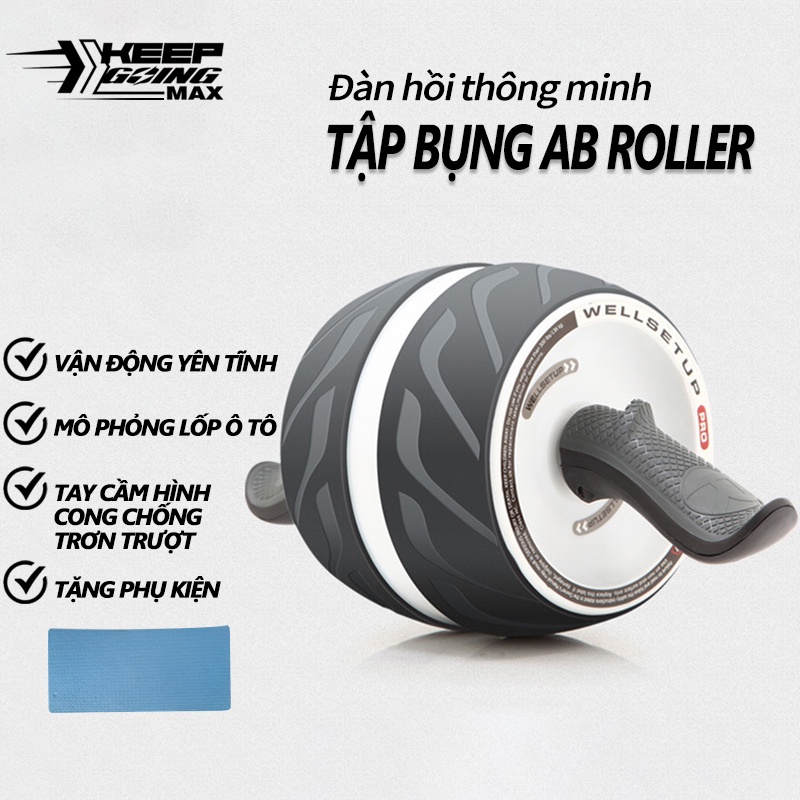 KEEP
GOING
MAX
Đàn hồi thông minh
TẬP BỤNG AB ROLLER
VẬN ĐỘNG YÊN TĨNH
MÔ PHỎNG LỐP Ô TÔ
TAY CẦM HÌNH
CONG CHỐNG
TRƠN TRƯỢT
TẶNG PHỤ KIỆN
WELLSETUP PRO
WELLSETUP
WELLSETUP